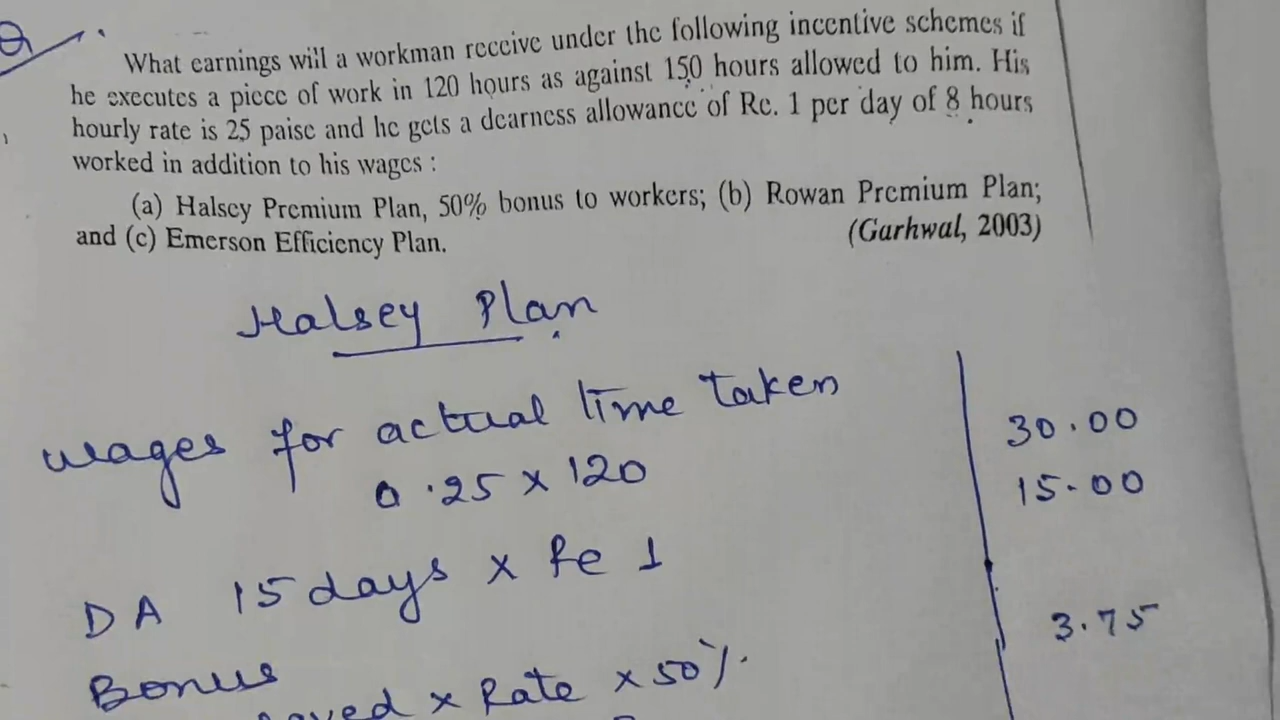 Q
What earnings will a workman receive under the following incentive schemes if
he executes a piece of work in 120 hours as against 150 hours allowed to him. His
hourly rate is 25 paise and he gets a dearness allowance of Re. 1 per day of 8 hours
worked in addition to his wages :
(a) Halsey Premium Plan, 50% bonus to workers; (b) Rowan Premium Plan;
and (c) Emerson Efficiency Plan. (Garhwal, 2003)
Halsey Plan
wages for actual time taken 30.00
0.25 x 120 15.00
DA 15 days x Re 1
Bonus 3.75
saved x Rate x 50%